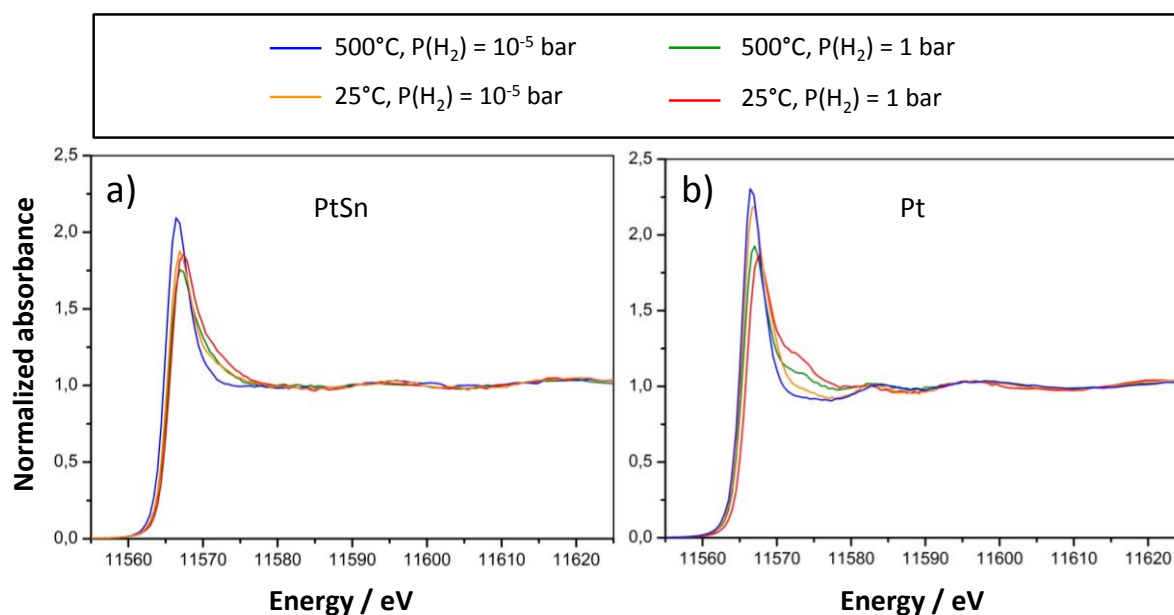 500°C, P(H₂) = 10⁻⁵ bar
500°C, P(H₂) = 1 bar
25°C, P(H₂) = 10⁻⁵ bar
25°C, P(H₂) = 1 bar
a)
PtSn
b)
Pt
Normalized absorbance
2,5
2,0
1,5
1,0
0,5
0,0
11560 11570 11580 11590 11600 11610 11620
Energy / eV
2,5
2,0
1,5
1,0
0,5
0,0
11560 11570 11580 11590 11600 11610 11620
Energy / eV